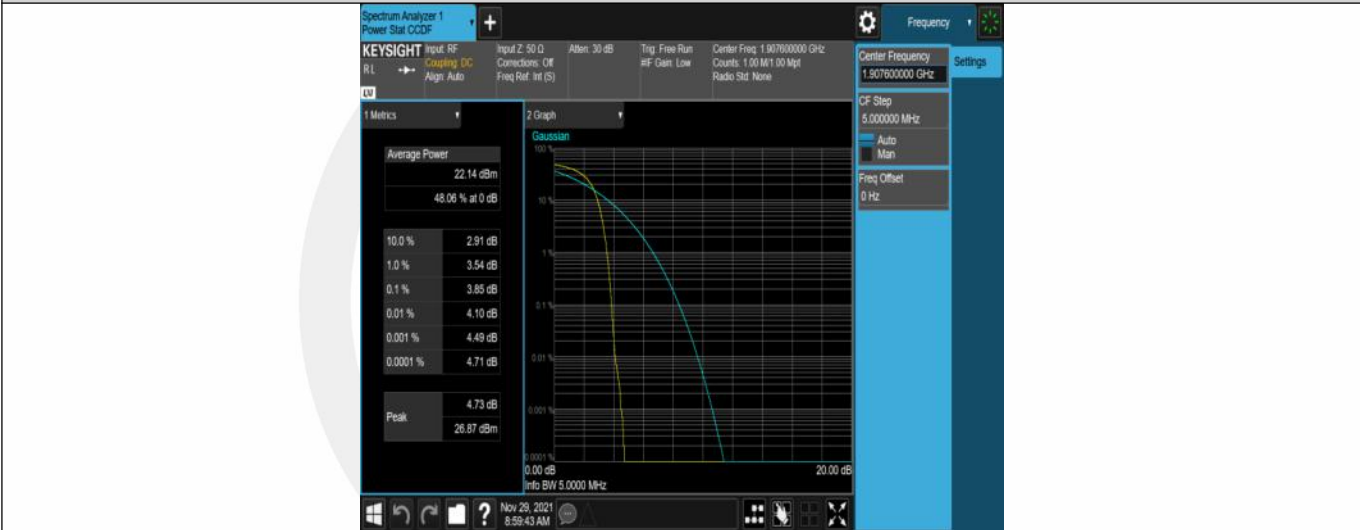 Spectrum Analyzer 1
Power Stat CCDF
+
Frequency
KEYSIGHT
RL
LV
Input: RF
Coupling: DC
Align: Auto
Input Z: 50 Ω
Corrections: Off
Freq Ref: Int (S)
Atten: 30 dB
Trig: Free Run
#IF Gain: Low
Center Freq: 1.907600000 GHz
Counts: 1.00 M/1.00 Mpt
Radio Std: None
Center Frequency
1.907600000 GHz
Settings
CF Step
5.000000 MHz
Auto
Man
Freq Offset
0 Hz
1 Metrics
Average Power
22.14 dBm
48.06 % at 0 dB
10.0 % 2.91 dB
1.0 % 3.54 dB
0.1 % 3.85 dB
0.01 % 4.10 dB
0.001 % 4.49 dB
0.0001 % 4.71 dB
Peak
4.73 dB
26.87 dBm
2 Graph
Gaussian
100 %
10 %
1 %
0.1 %
0.01 %
0.001 %
0.0001 %
0.00 dB
20.00 dB
Info BW 5.0000 MHz
?
Nov 29, 2021
8:59:43 AM